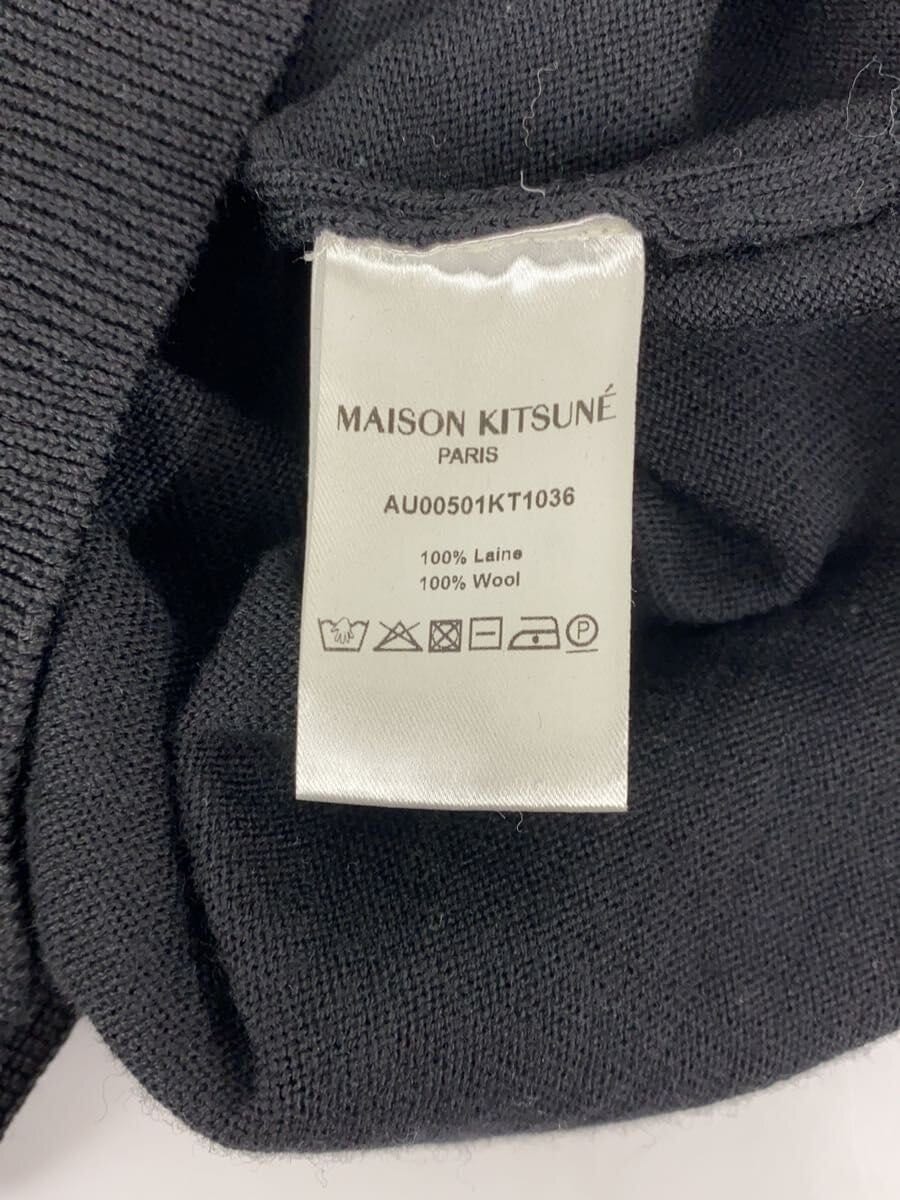 MAISON KITSUNÉ
PARIS
AU00501KT1036
100% Laine
100% Wool
P